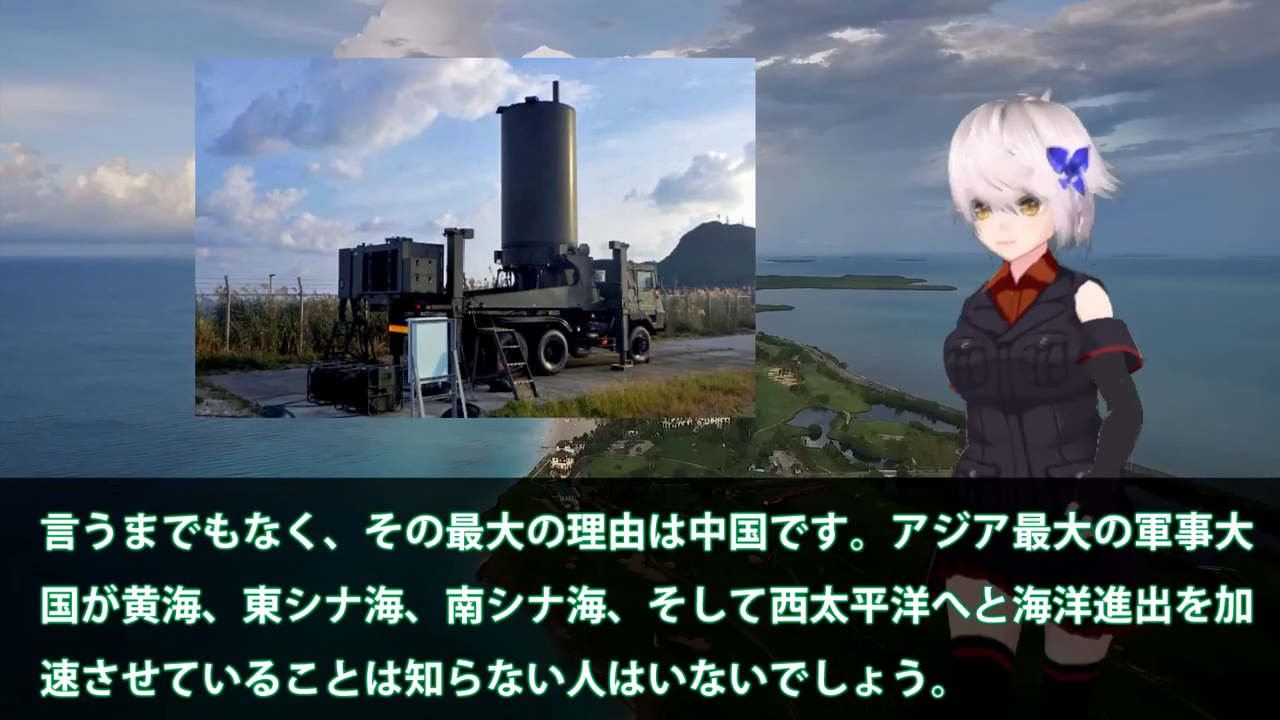 言うまでもなく、その最大の理由は中国です。アジア最大の軍事大
国が黄海、東シナ海、南シナ海、そして西太平洋へと海洋進出を加
速させていることは知らない人はいないでしょう。